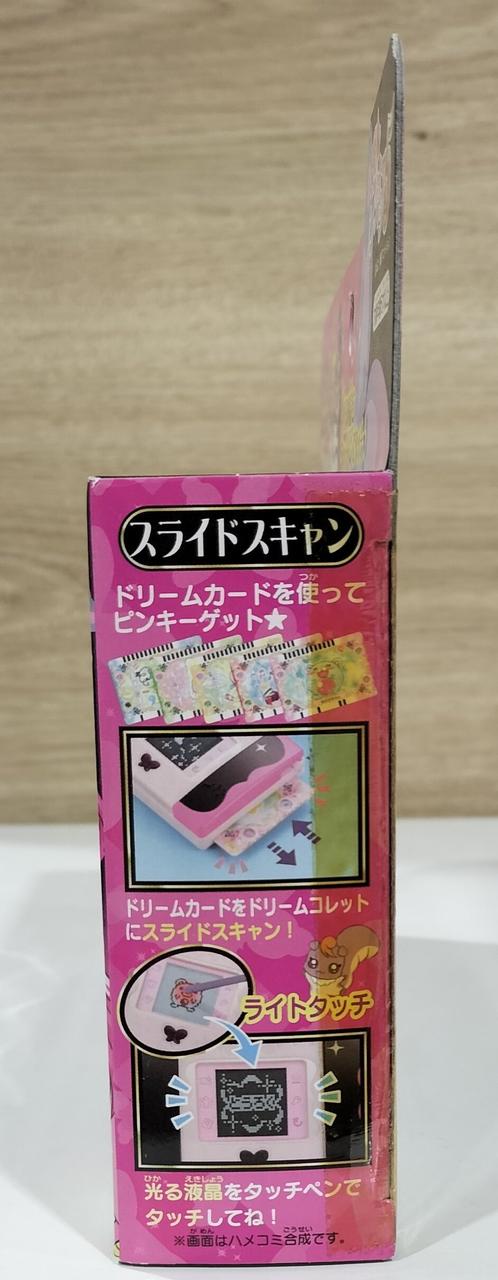 スライドスキャン
ドリームカードを使って
ピンキーゲット★
ドリームカードをドリームコレット
にスライドスキャン！
ライトタッチ
光る液晶をタッチペンで
タッチしてね！
※画面はハメコミ合成です。